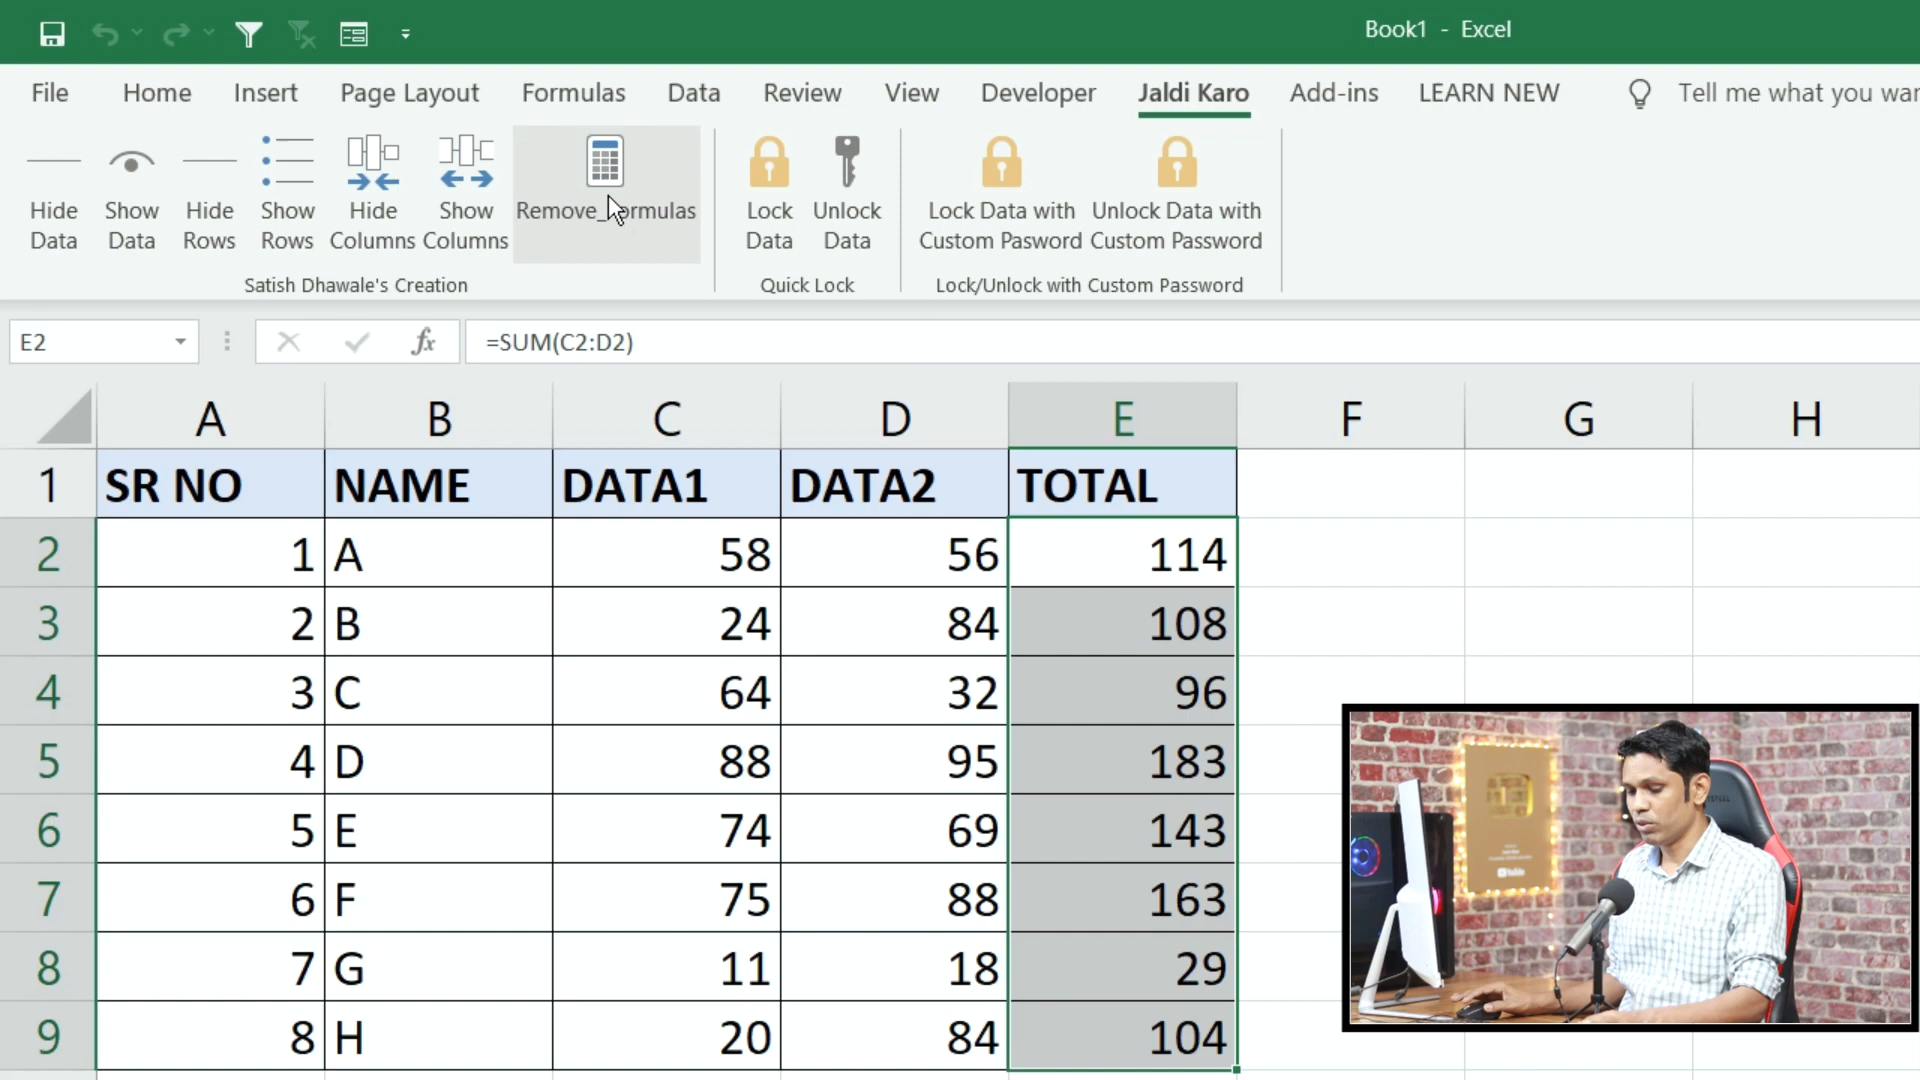 Book1 - Excel
File Home Insert Page Layout Formulas Data Review View Developer Jaldi Karo Add-ins LEARN NEW Tell me what you
Hide Data
Show Data
Hide Rows
Show Rows
Hide Columns
Show Columns
Lock Data
Unlock Data
Lock Data with Custom Pasword
Unlock Data with Custom Password
Satish Dhawale's Creation
Quick Lock
Lock/Unlock with Custom Password
E2 fx =SUM(C2:D2)
A B C D E F G H
1 SR NO NAME DATA1 DATA2 TOTAL
2 1 A 58 56 114
3 2 B 24 84 108
4 3 C 64 32 96
5 4 D 88 95 183
6 5 E 74 69 143
7 6 F 75 88 163
8 7 G 11 18 29
9 8 H 20 84 104